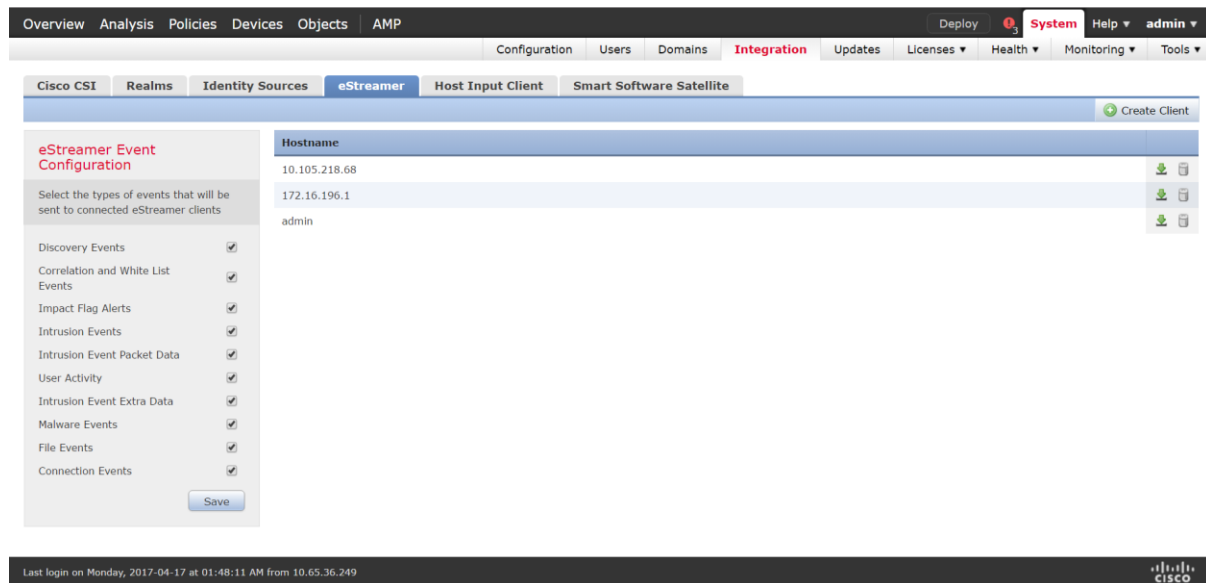 Overview Analysis Policies Devices Objects AMP Deploy 3 System Help ▾ admin ▾
Configuration Users Domains Integration Updates Licenses ▾ Health ▾ Monitoring ▾ Tools ▾
Cisco CSI Realms Identity Sources eStreamer Host Input Client Smart Software Satellite
Create Client
eStreamer Event
Configuration
Select the types of events that will be
sent to connected eStreamer clients
Discovery Events
Correlation and White List
Events
Impact Flag Alerts
Intrusion Events
Intrusion Event Packet Data
User Activity
Intrusion Event Extra Data
Malware Events
File Events
Connection Events
Save
Hostname
10.105.218.68
172.16.196.1
admin
Last login on Monday, 2017-04-17 at 01:48:11 AM from 10.65.36.249
CISCO